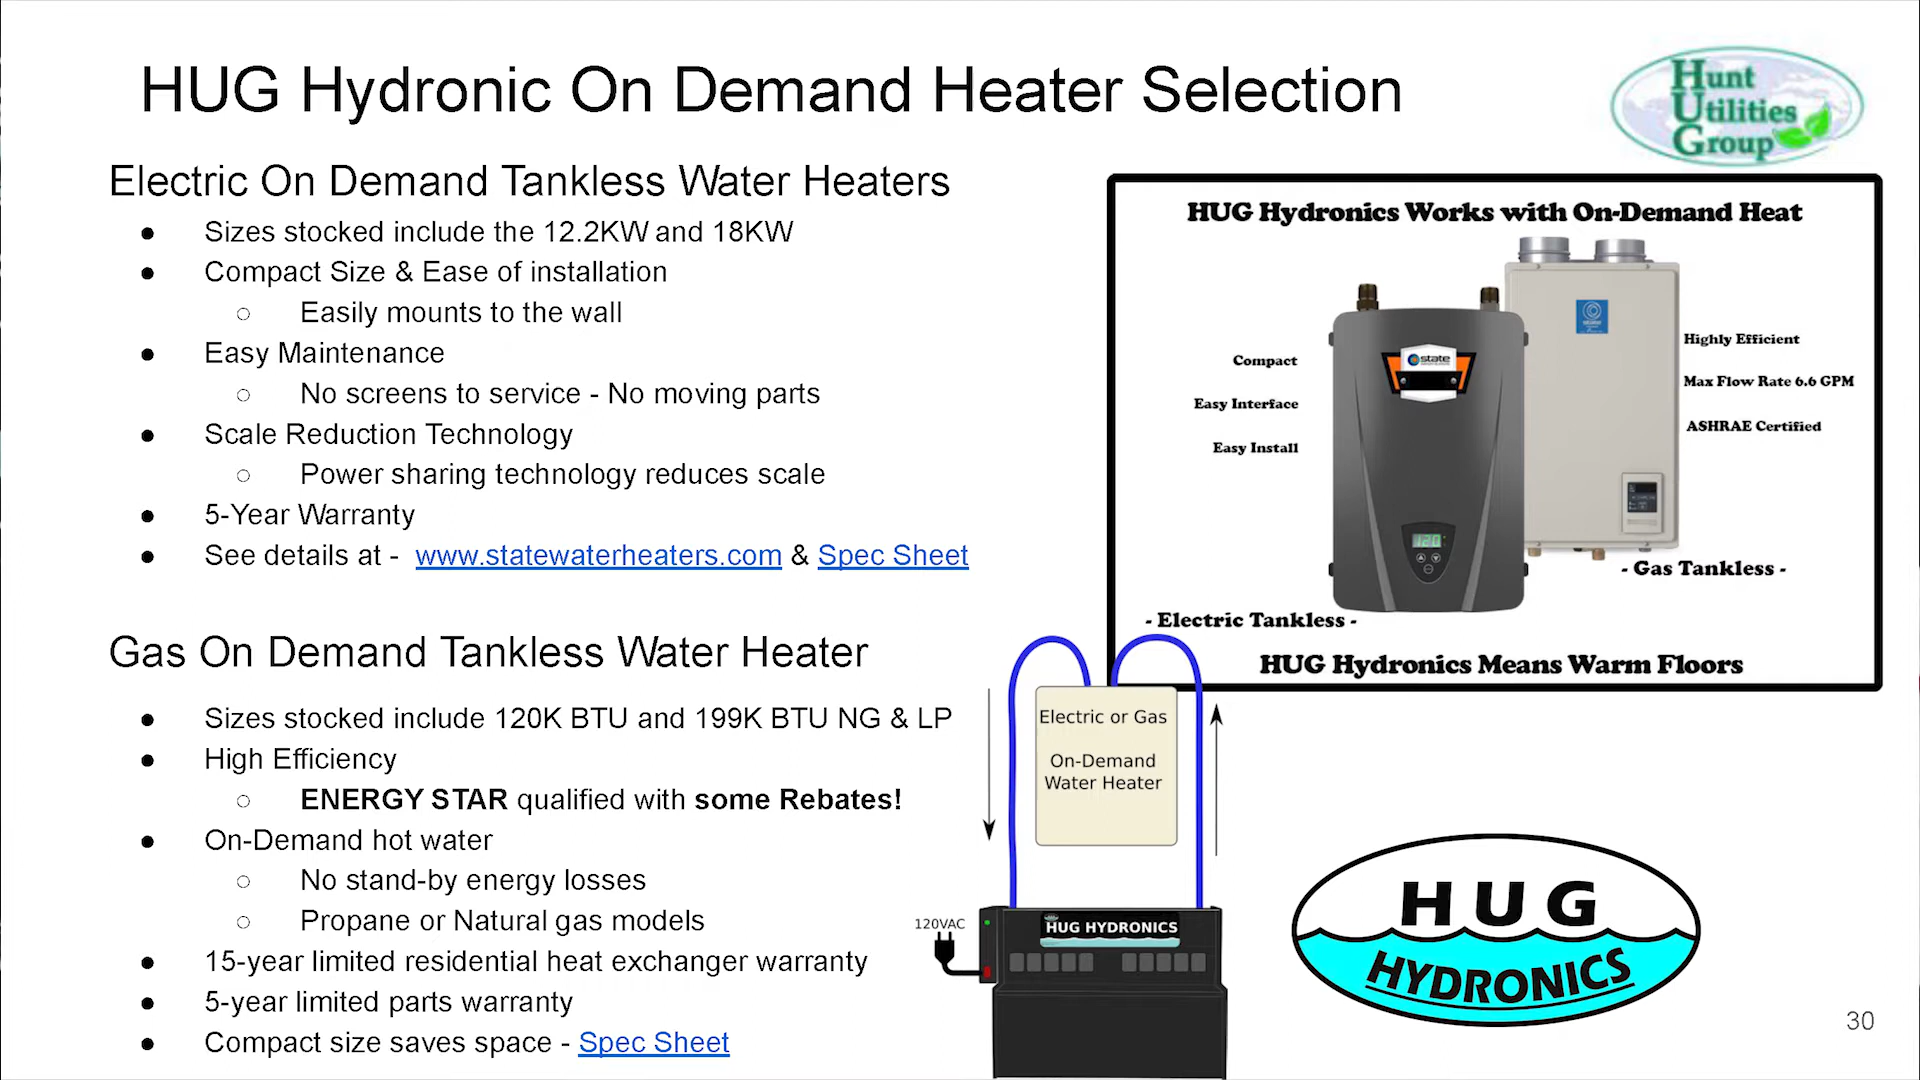 HUG Hydronic On Demand Heater Selection
Hunt
Utilities
Group
Electric On Demand Tankless Water Heaters
● Sizes stocked include the 12.2KW and 18KW
● Compact Size & Ease of installation
○ Easily mounts to the wall
● Easy Maintenance
○ No screens to service - No moving parts
● Scale Reduction Technology
○ Power sharing technology reduces scale
● 5-Year Warranty
● See details at - www.statewaterheaters.com & Spec Sheet
HUG Hydronics Works with On-Demand Heat
Compact
Easy Interface
Easy Install
state
120
Highly Efficient
Max Flow Rate 6.6 GPM
ASHRAE Certified
- Gas Tankless -
- Electric Tankless -
HUG Hydronics Means Warm Floors
Gas On Demand Tankless Water Heater
● Sizes stocked include 120K BTU and 199K BTU NG & LP
● High Efficiency
○ ENERGY STAR qualified with some Rebates!
● On-Demand hot water
○ No stand-by energy losses
○ Propane or Natural gas models
● 15-year limited residential heat exchanger warranty
● 5-year limited parts warranty
● Compact size saves space - Spec Sheet
Electric or Gas
On-Demand
Water Heater
120VAC
HUG HYDRONICS
HUG
HYDRONICS
30